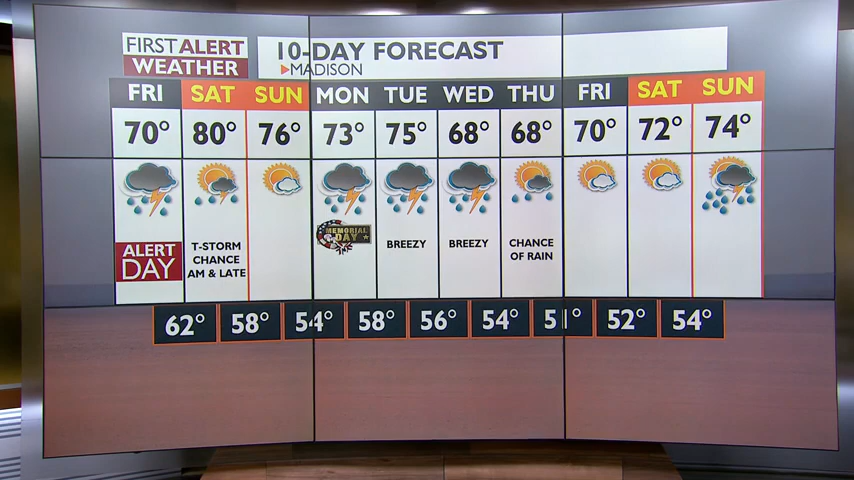 FIRST ALERT
WEATHER
10-DAY FORECAST
MADISON
FRI SAT SUN MON TUE WED THU FRI SAT SUN
70° 80° 76° 73° 75° 68° 68° 70° 72° 74°
MEMORIAL
DAY
ALERT
DAY
T-STORM
CHANCE
AM & LATE
BREEZY
BREEZY
CHANCE
OF RAIN
62° 58° 54° 58° 56° 54° 51° 52° 54°